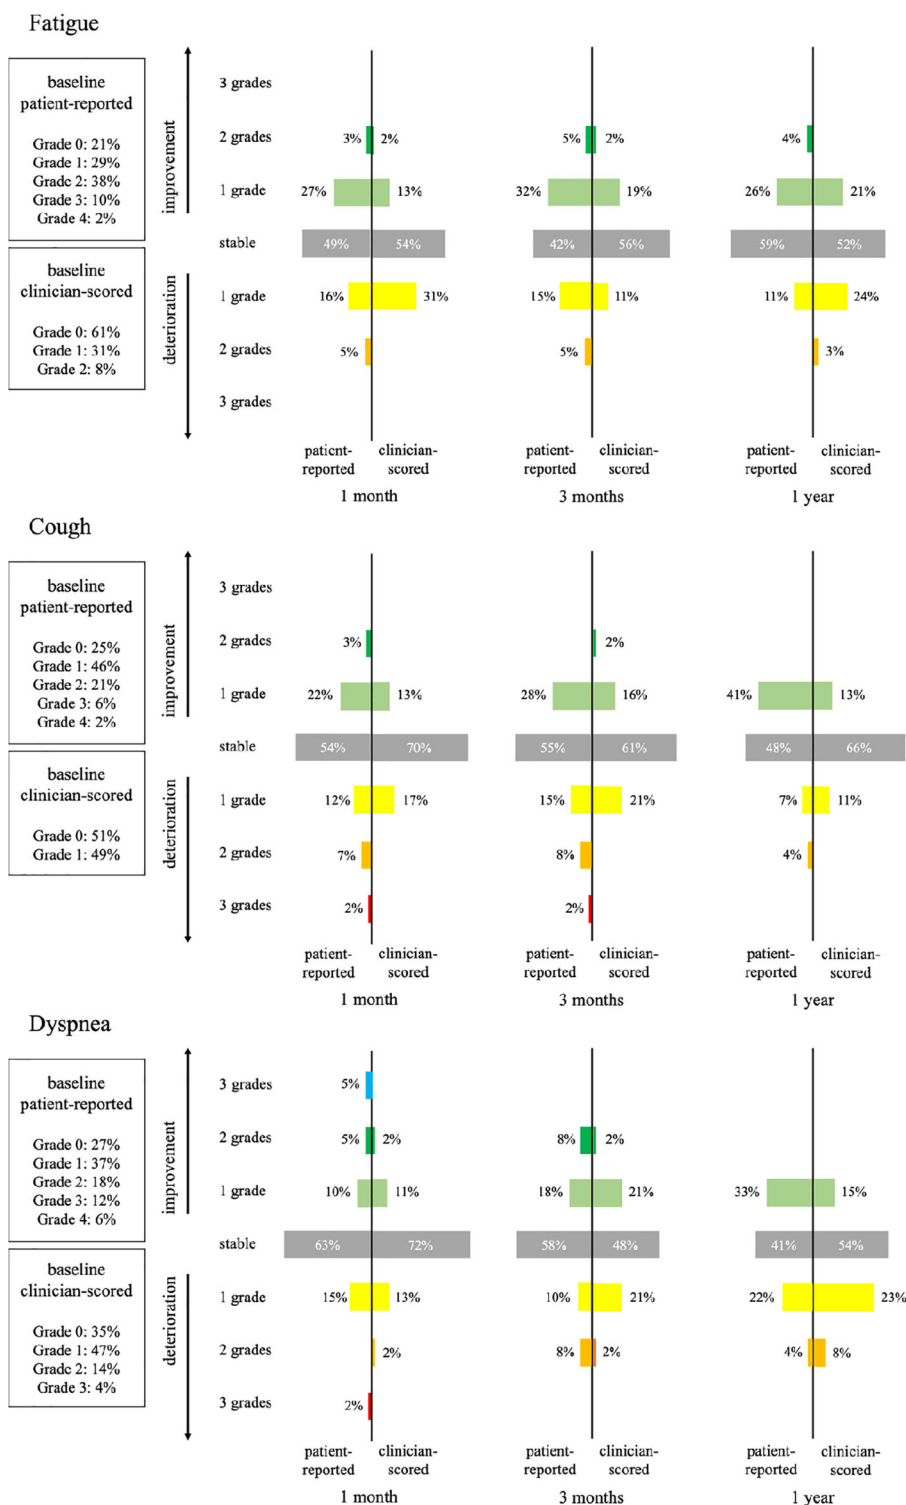 Fatigue
baseline
patient-reported
Grade 0: 21%
Grade 1: 29%
Grade 2: 38%
Grade 3: 10%
Grade 4: 2%
baseline
clinician-scored
Grade 0: 61%
Grade 1: 31%
Grade 2: 8%
improvement
deterioration
3 grades
2 grades 3% 2% 5% 2% 4%
1 grade 27% 13% 32% 19% 26% 21%
stable 49% 54% 42% 56% 59% 52%
1 grade 16% 31% 15% 11% 11% 24%
2 grades 5% 5% 3%
3 grades
patient- clinician- patient- clinician- patient- clinician-
reported scored reported scored reported scored
1 month 3 months 1 year
Cough
baseline
patient-reported
Grade 0: 25%
Grade 1: 46%
Grade 2: 21%
Grade 3: 6%
Grade 4: 2%
baseline
clinician-scored
Grade 0: 51%
Grade 1: 49%
improvement
deterioration
3 grades
2 grades 3% 2%
1 grade 22% 13% 28% 16% 41% 13%
stable 54% 70% 55% 61% 48% 66%
1 grade 12% 17% 15% 21% 7% 11%
2 grades 7% 8% 4%
3 grades 2% 2%
patient- clinician- patient- clinician- patient- clinician-
reported scored reported scored reported scored
1 month 3 months 1 year
Dyspnea
baseline
patient-reported
Grade 0: 27%
Grade 1: 37%
Grade 2: 18%
Grade 3: 12%
Grade 4: 6%
baseline
clinician-scored
Grade 0: 35%
Grade 1: 47%
Grade 2: 14%
Grade 3: 4%
improvement
deterioration
3 grades 5%
2 grades 5% 2% 8% 2%
1 grade 10% 11% 18% 21% 33% 15%
stable 63% 72% 58% 48% 41% 54%
1 grade 15% 13% 10% 21% 22% 23%
2 grades 2% 8% 2% 4% 8%
3 grades 2%
patient- clinician- patient- clinician- patient- clinician-
reported scored reported scored reported scored
1 month 3 months 1 year